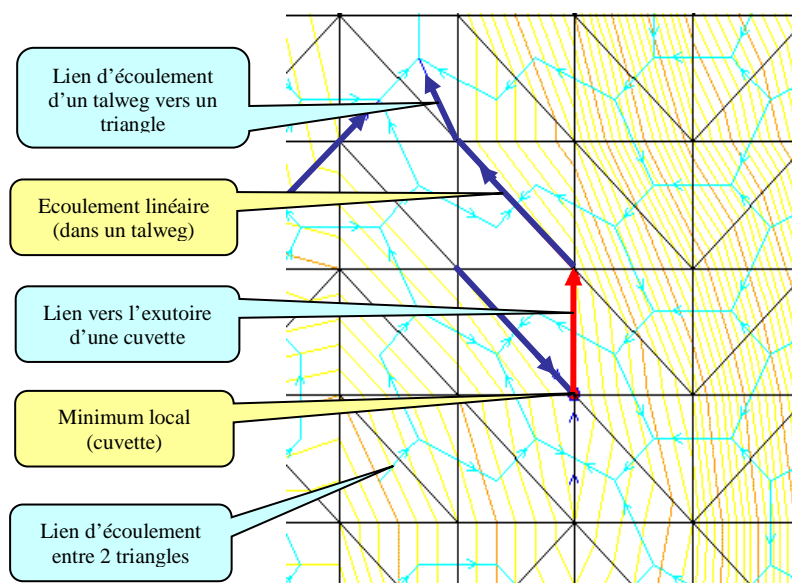 Lien d'écoulement
d'un talweg vers un
triangle
Ecoulement linéaire
(dans un talweg)
Lien vers l'exutoire
d'une cuvette
Minimum local
(cuvette)
Lien d'écoulement
entre 2 triangles